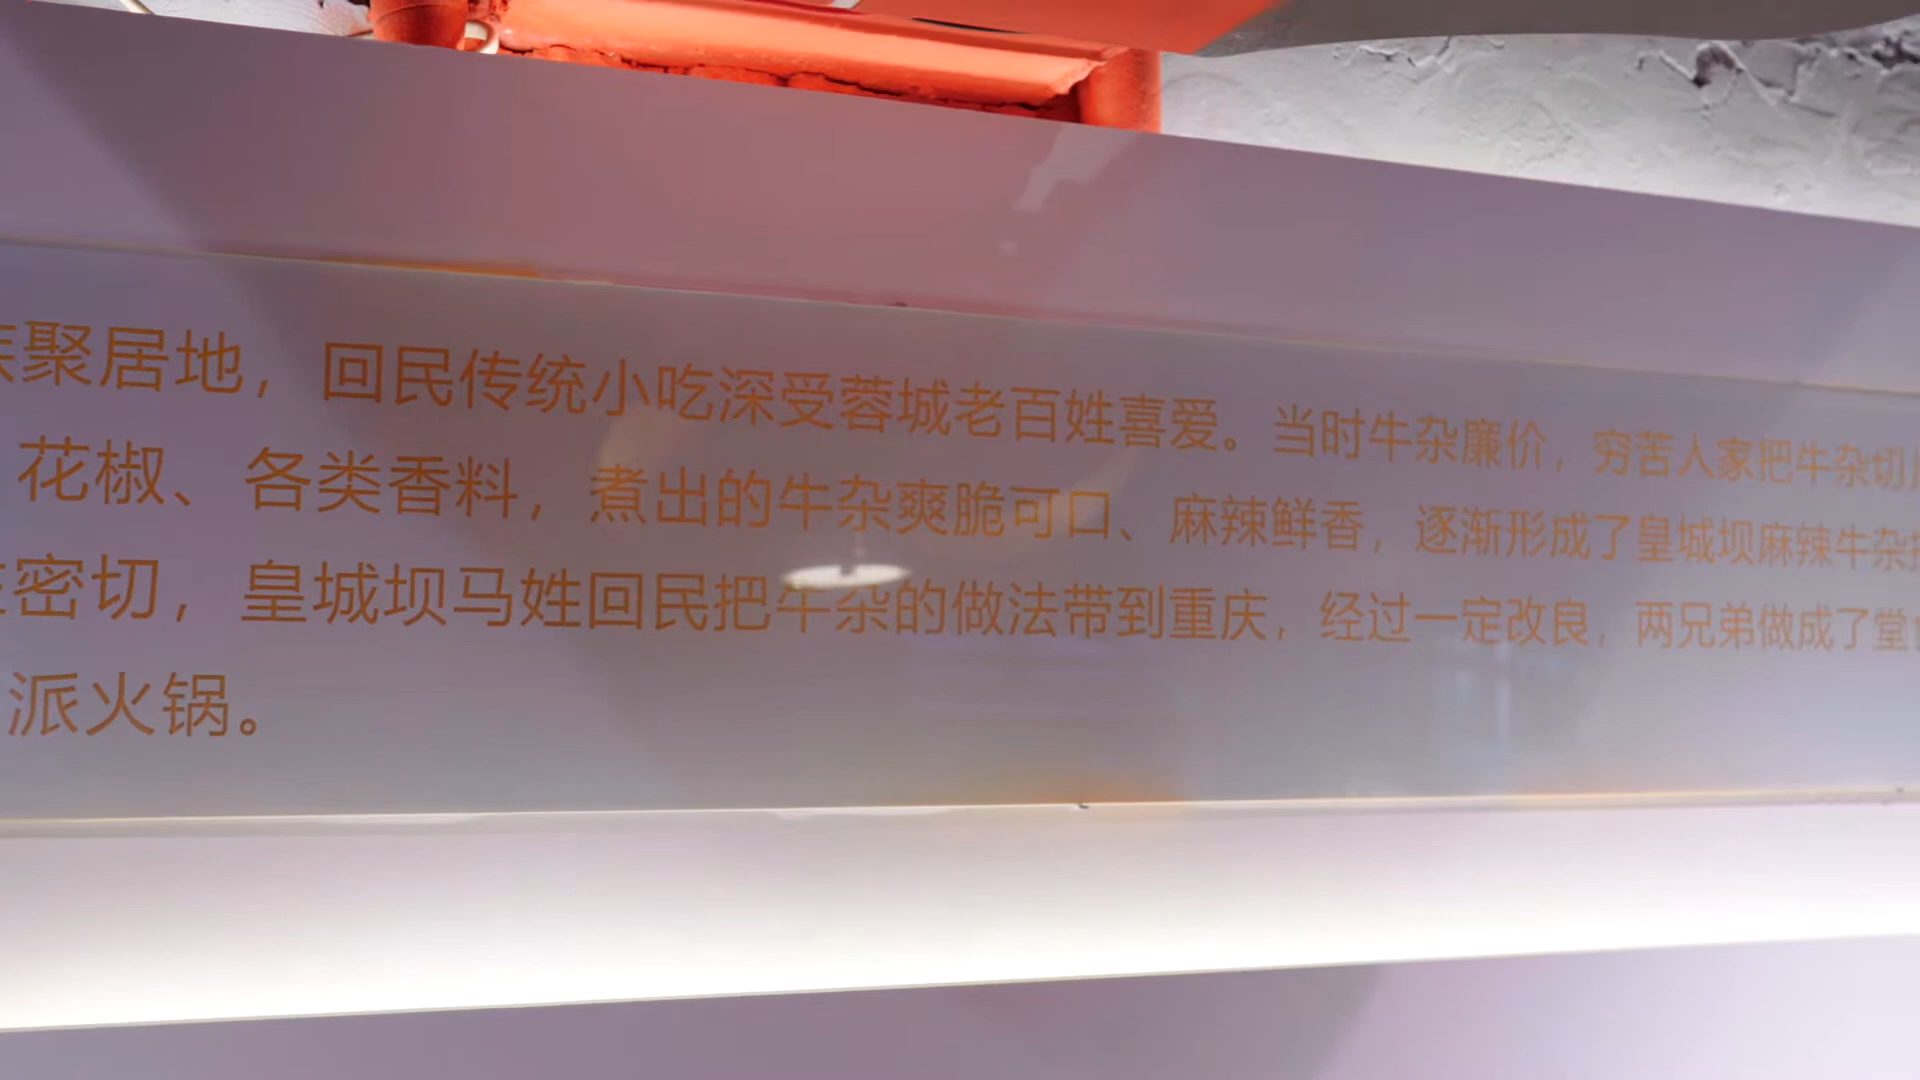 聚居地，回民传统小吃深受蓉城老百姓喜爱。当时牛杂廉价，穷苦人家把牛杂切
花椒、各类香料，煮出的牛杂爽脆可口、麻辣鲜香，逐渐形成了皇城坝麻辣牛杂
密切，皇城坝马姓回民把牛杂的做法带到重庆，经过一定改良，两兄弟做成了堂
派火锅。